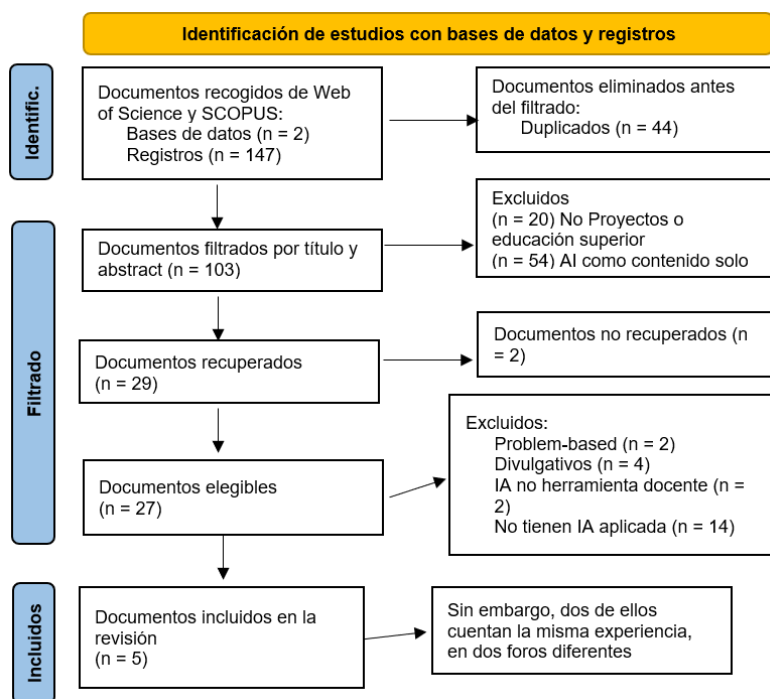 Identificación de estudios con bases de datos y registros
Identific.
Documentos recogidos de Web
of Science y SCOPUS:
Bases de datos (n = 2)
Registros (n = 147)
Documentos eliminados antes
del filtrado:
Duplicados (n = 44)
Filtrado
Documentos filtrados por título y
abstract (n = 103)
Excluidos
(n = 20) No Proyectos o
educación superior
(n = 54) AI como contenido solo
Documentos recuperados
(n = 29)
Documentos no recuperados (n
= 2)
Documentos elegibles
(n = 27)
Excluidos:
Problem-based (n = 2)
Divulgativos (n = 4)
IA no herramienta docente (n =
2)
No tienen IA aplicada (n = 14)
Incluidos
Documentos incluidos en la
revisión
(n = 5)
Sin embargo, dos de ellos
cuentan la misma experiencia,
en dos foros diferentes